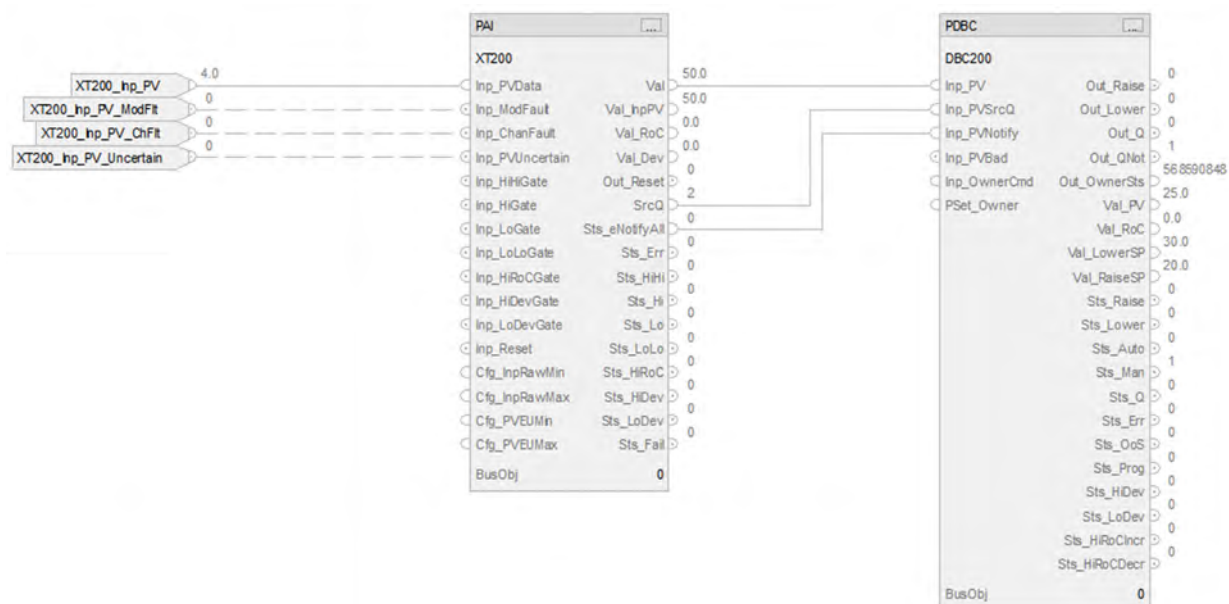 XT200_Inp_PV 4.0
XT200_Inp_PV_ModFlt 0
XT200_Inp_PV_ChFlt 0
XT200_Inp_PV_Uncertain 0
PAI ...
XT200
Inp_PVData Val 50.0
Inp_ModFault Val_InpPV 50.0
Inp_ChanFault Val_RoC 0.0
Inp_PVUncertain Val_Dev 0.0
Inp_HiHiGate Out_Reset 0
Inp_HiGate SrcQ 2
Inp_LoGate Sts_eNotifyAll 0
Inp_LoLoGate Sts_Err 0
Inp_HiRoCGate Sts_HiHi 0
Inp_HiDevGate Sts_Hi 0
Inp_LoDevGate Sts_Lo 0
Inp_Reset Sts_LoLo 0
Cfg_InpRawMin Sts_HiRoC 0
Cfg_InpRawMax Sts_HiDev 0
Cfg_PVEUMin Sts_LoDev 0
Cfg_PVEUMax Sts_Fail 0
BusObj 0
PDBC ...
DBC200
Inp_PV Out_Raise 0
Inp_PVSrcQ Out_Lower 0
Inp_PVNotify Out_Q 0
Inp_PVBad Out_QNot 1
Inp_OwnerCmd Out_OwnerSts 568590848
PSet_Owner Val_PV 25.0
Val_RoC 0.0
Val_LowerSP 30.0
Val_RaiseSP 20.0
Sts_Raise 0
Sts_Lower 0
Sts_Auto 0
Sts_Man 1
Sts_Q 0
Sts_Err 0
Sts_OoS 0
Sts_Prog 0
Sts_HiDev 0
Sts_LoDev 0
Sts_HiRoCIncr 0
Sts_HiRoCDecr 0
BusObj 0